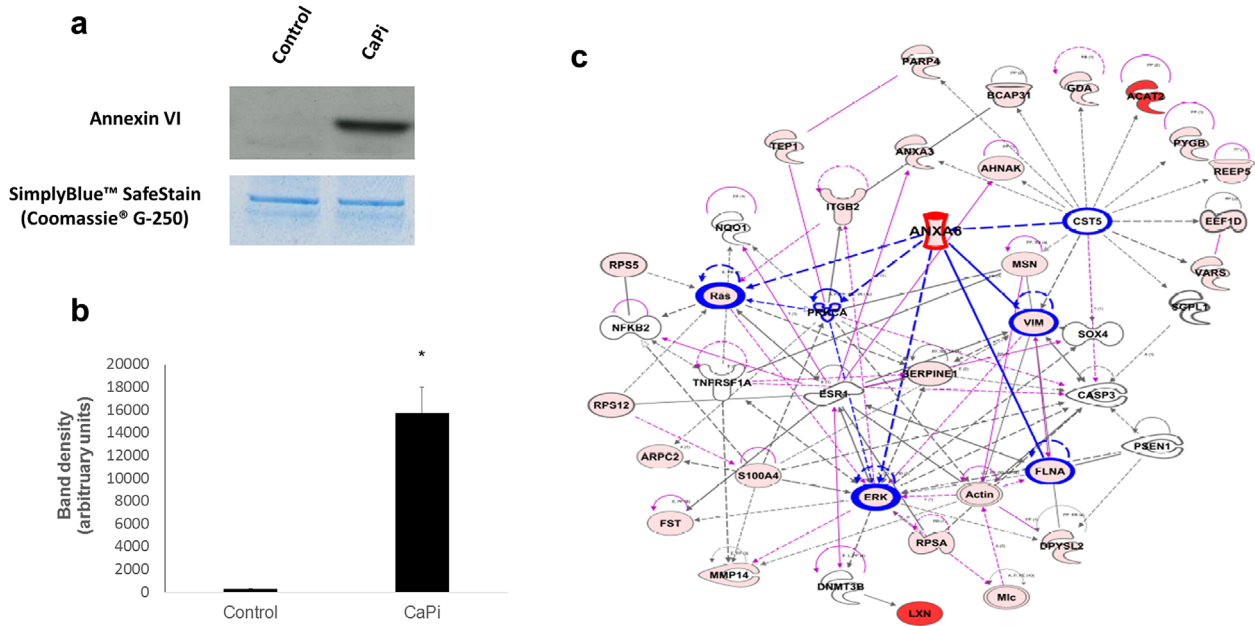 a
Control
CaPi
Annexin VI
SimplyBlue™ SafeStain
(Coomassie® G-250)
b
20000
18000
16000
14000
12000
10000
8000
6000
4000
2000
0
Band density
(arbitruary units)
*
Control
CaPi
c
PARP4
BCAP31
GDA
ACAT2
TEP1
ANXA3
AHNAK
PYGB
REEP5
ITGB2
NQO1
ANXA6
CST5
EEF1D
RPS5
MSN
VARS
Ras
PRKCA
VIM
SGPL1
NFKB2
SOX4
TNFRSF1A
SERPINE1
ESR1
CASP3
RPS12
PSEN1
ARPC2
S100A4
FLNA
ERK
Actin
FST
RPSA
DPYSL2
MMP14
DNMT3B
Mlc
LXN